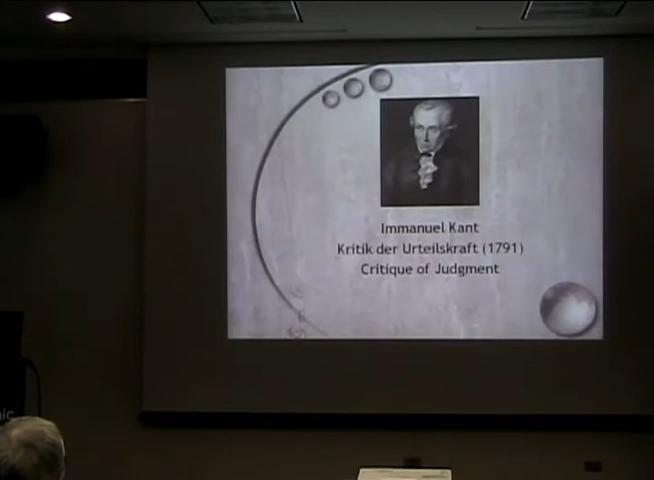 Immanuel Kant
Kritik der Urteilskraft (1791)
Critique of Judgment